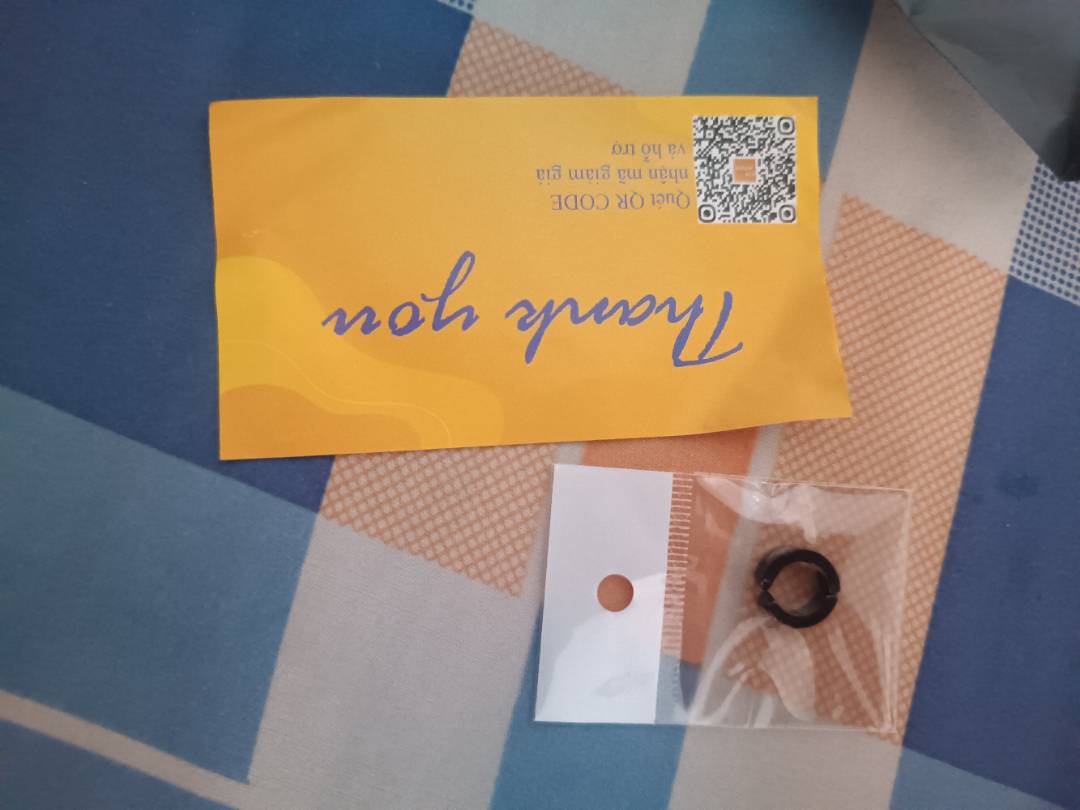 Thank you
Quét QR CODE
nhận mã giảm giá
và hỗ trợ